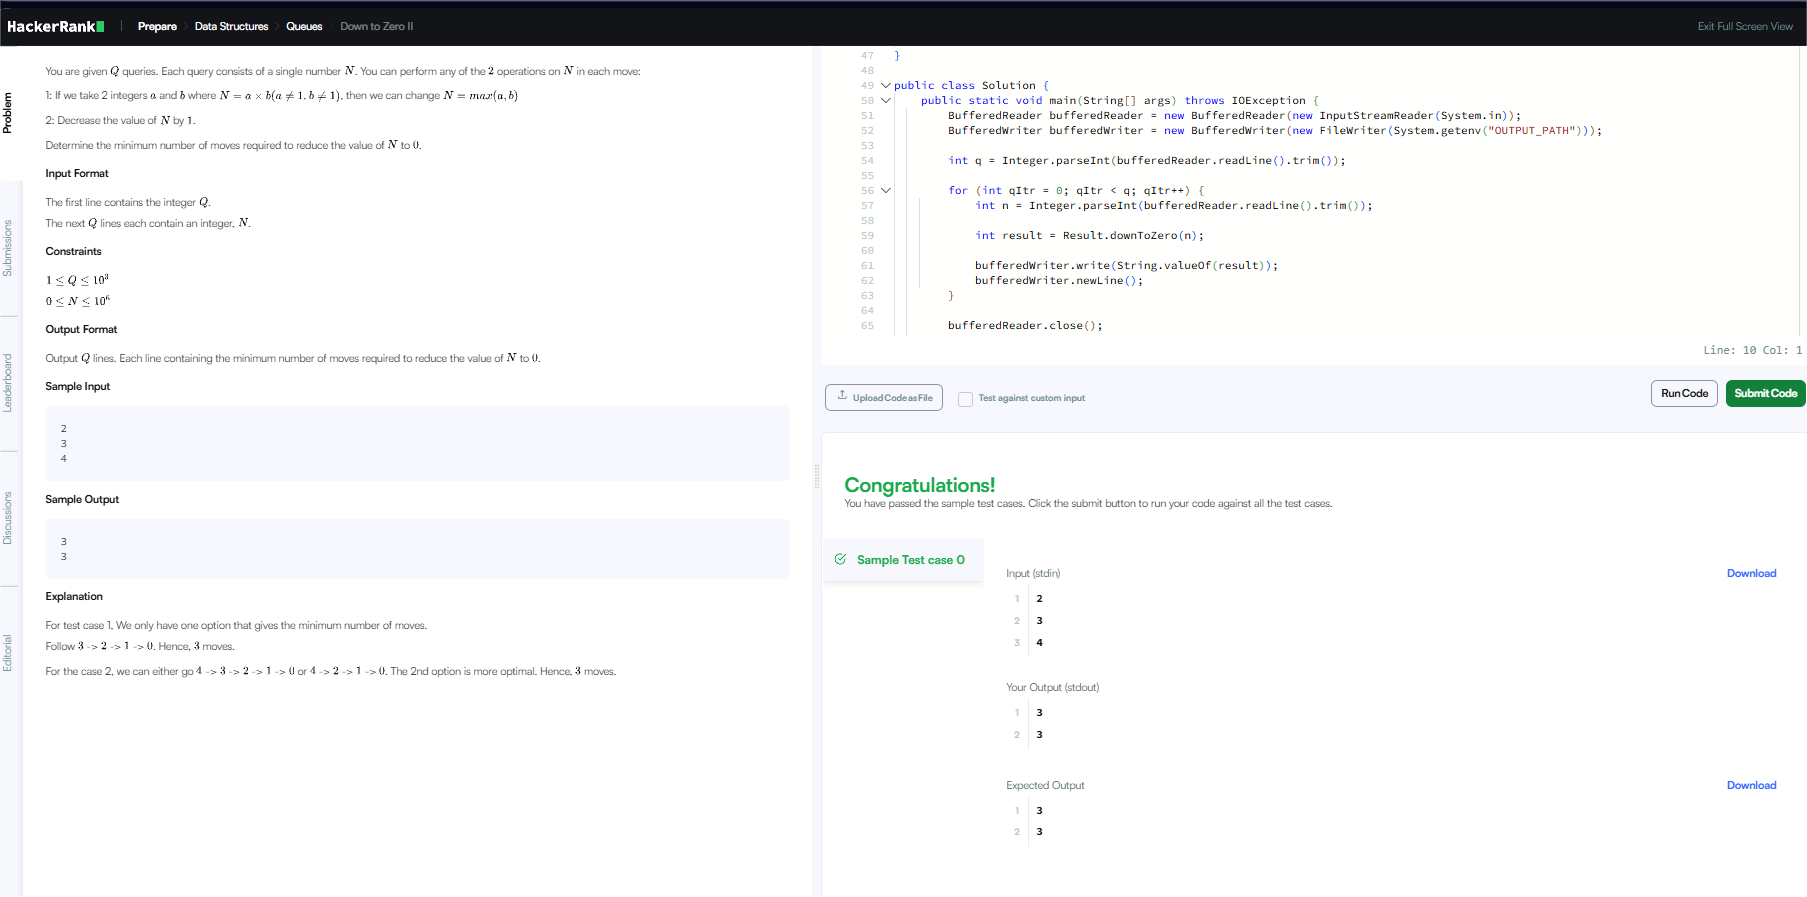 HackerRank | Prepare > Data Structures > Queues > Down to Zero II
Exit Full Screen View
Problem
Submissions
Leaderboard
Discussions
Editorial
You are given Q queries. Each query consists of a single number N. You can perform any of the 2 operations on N in each move:
1: If we take 2 integers a and b where N = a × b (a ≠ 1, b ≠ 1), then we can change N = max(a, b)
2: Decrease the value of N by 1.
Determine the minimum number of moves required to reduce the value of N to 0.
Input Format
The first line contains the integer Q.
The next Q lines each contain an integer, N.
Constraints
1 ≤ Q ≤ 10³
0 ≤ N ≤ 10⁶
Output Format
Output Q lines. Each line containing the minimum number of moves required to reduce the value of N to 0.
Sample Input
2
3
4
Sample Output
3
3
Explanation
For test case 1, We only have one option that gives the minimum number of moves.
Follow 3 -> 2 -> 1 -> 0. Hence, 3 moves.
For the case 2, we can either go 4 -> 3 -> 2 -> 1 -> 0 or 4 -> 2 -> 1 -> 0. The 2nd option is more optimal. Hence, 3 moves.
47 }
48
49 public class Solution {
50 public static void main(String[] args) throws IOException {
51 BufferedReader bufferedReader = new BufferedReader(new InputStreamReader(System.in));
52 BufferedWriter bufferedWriter = new BufferedWriter(new FileWriter(System.getenv("OUTPUT_PATH")));
53
54 int q = Integer.parseInt(bufferedReader.readLine().trim());
55
56 for (int qItr = 0; qItr < q; qItr++) {
57 int n = Integer.parseInt(bufferedReader.readLine().trim());
58
59 int result = Result.downToZero(n);
60
61 bufferedWriter.write(String.valueOf(result));
62 bufferedWriter.newLine();
63 }
64
65 bufferedReader.close();
Line: 10 Col: 1
Upload Code as File
Test against custom input
Run Code
Submit Code
Congratulations!
You have passed the sample test cases. Click the submit button to run your code against all the test cases.
Sample Test case 0
Input (stdin)
Download
1 2
2 3
3 4
Your Output (stdout)
1 3
2 3
Expected Output
Download
1 3
2 3